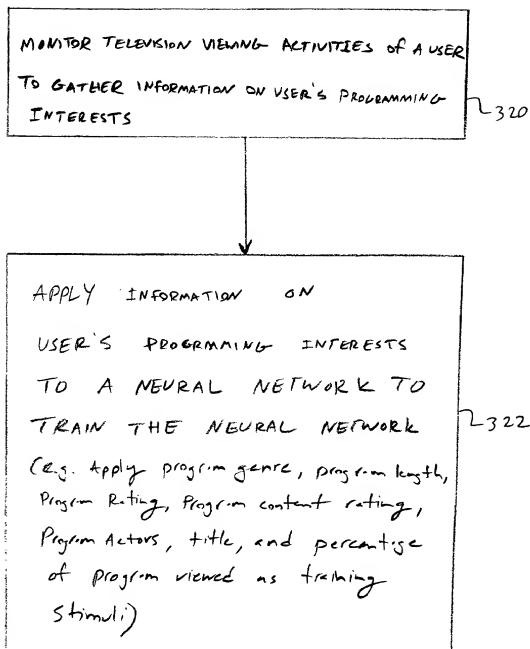 MONITOR TELEVISION VIEWING ACTIVITIES of A USER
TO GATHER INFORMATION ON USER'S PROGRAMMING
INTERESTS
320
APPLY INFORMATION ON
USER'S PROGRMMING INTERESTS
TO A NEURAL NETWORK TO
TRAIN THE NEURAL NETWORK
322
(e.g. Apply program genre, program length,
Program Rating, Program content rating,
Program Actors, title, and percentage
of program viewed as training
stimuli)